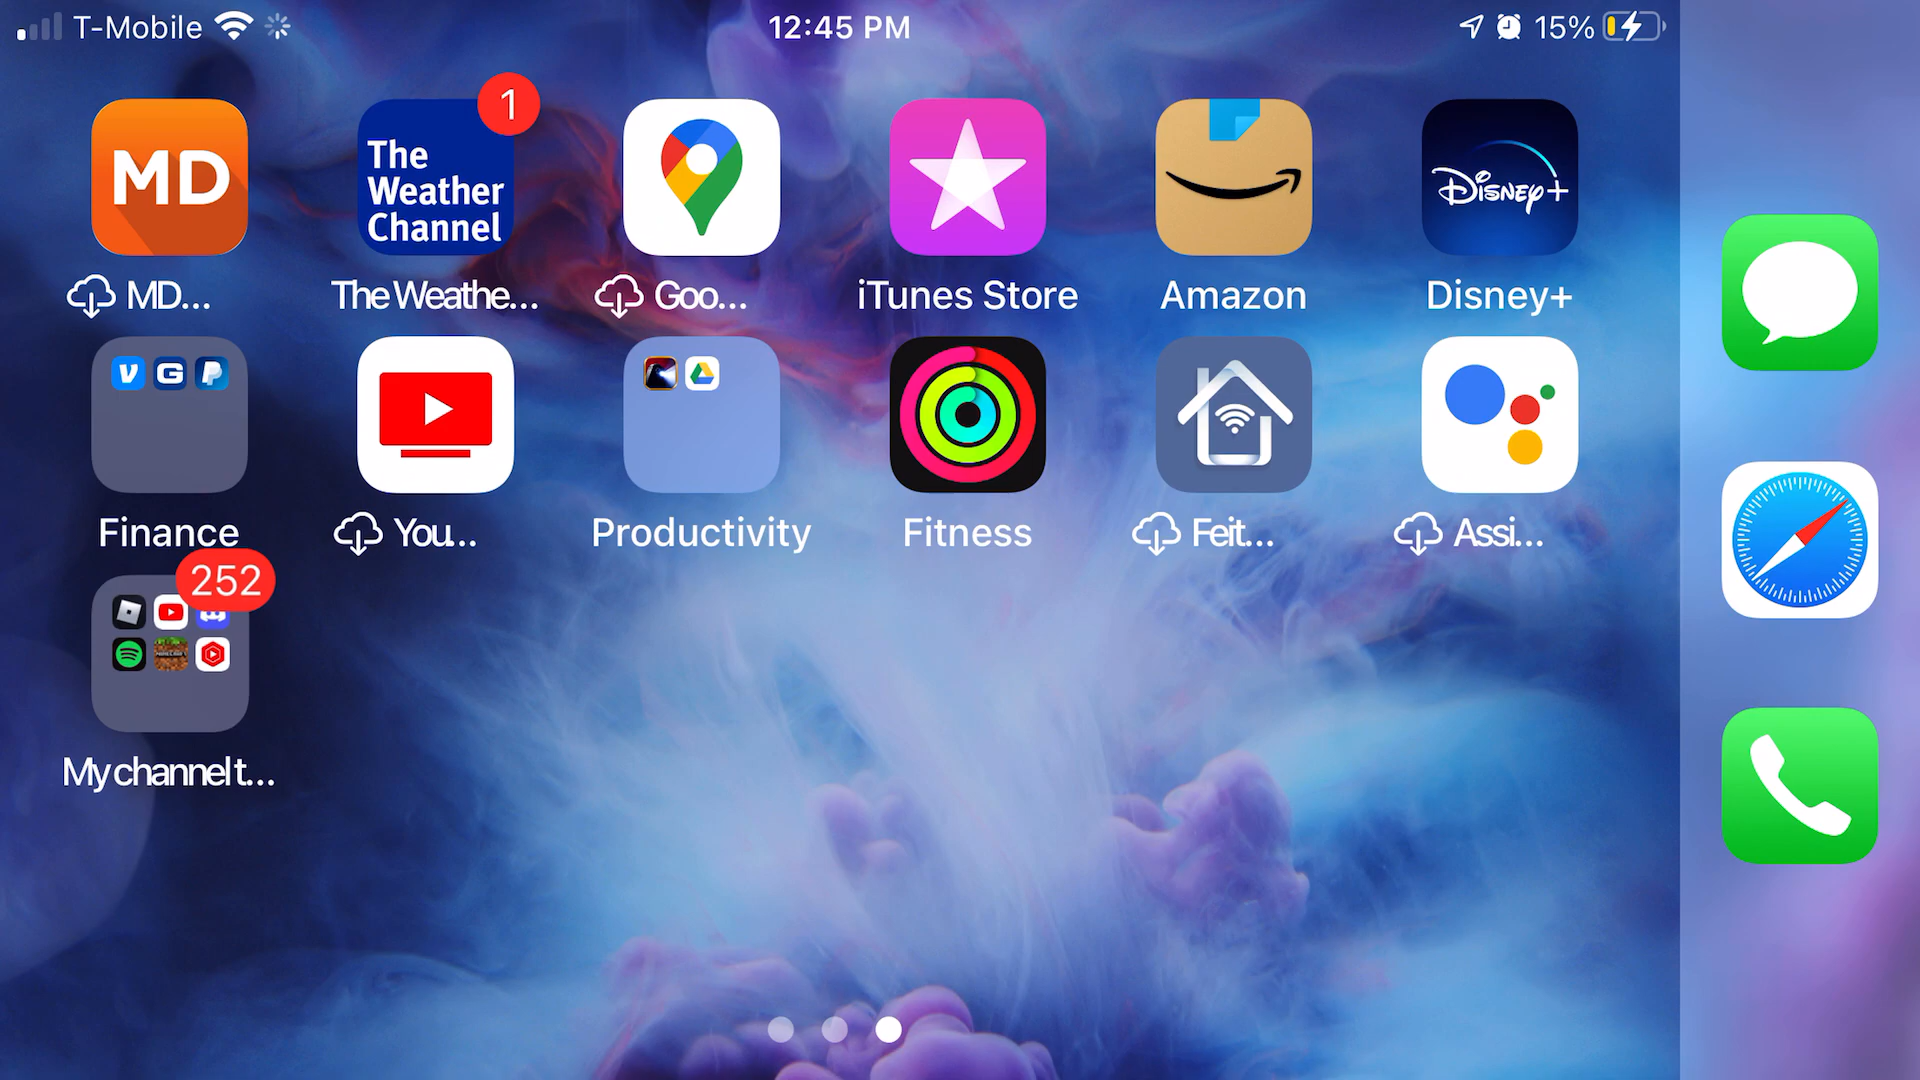 T-Mobile 12:45 PM 15%
MD
The
Weather
Channel
1
Disney+
MD... The Weathe... Goo... iTunes Store Amazon Disney+
V G P
Finance You... Productivity Fitness Feit... Assi...
252
My channel t...